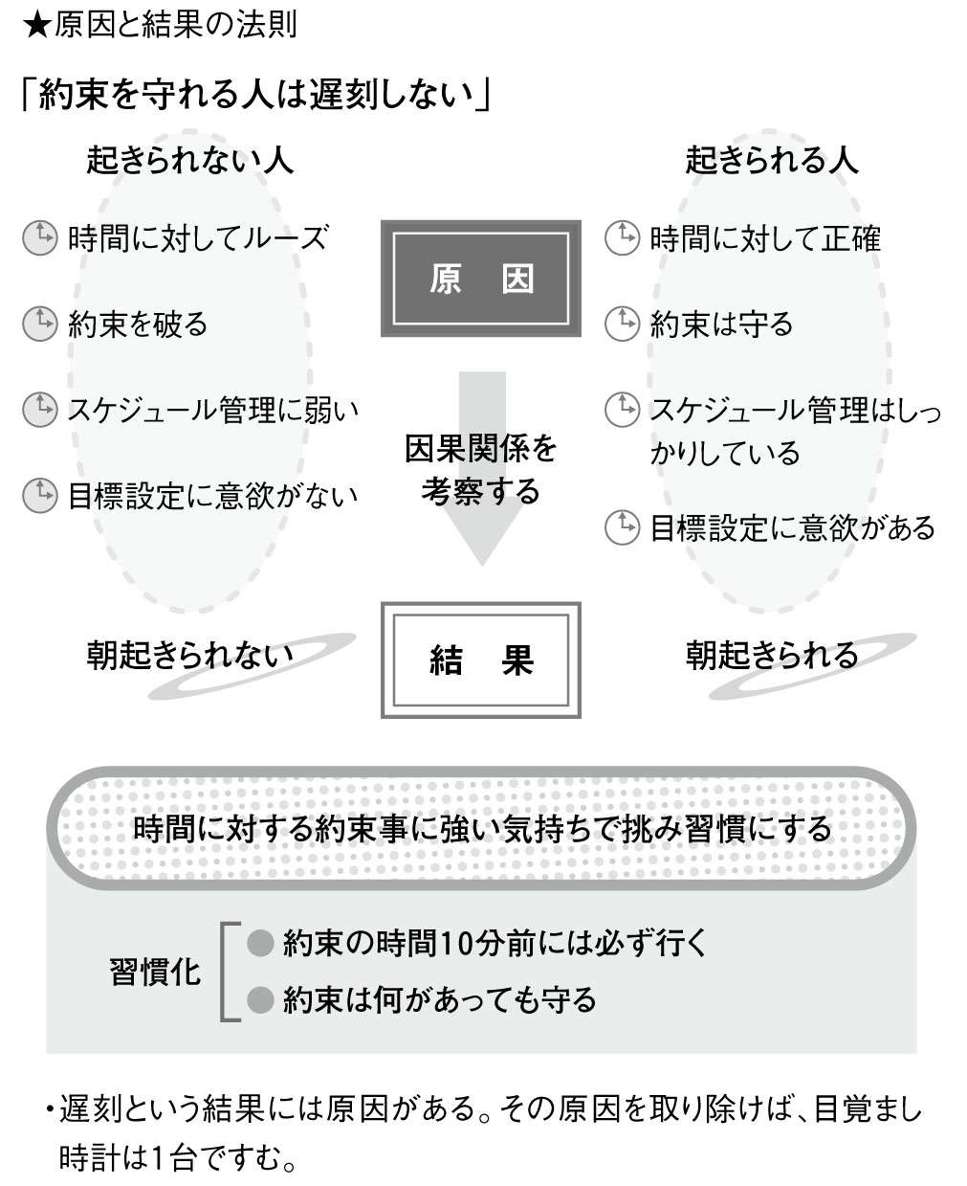 ★原因と結果の法則
「約束を守れる人は遅刻しない」
起きられない人
時間に対してルーズ
約束を破る
スケジュール管理に弱い
目標設定に意欲がない
朝起きられない
原 因
因果関係を
考察する
結 果
起きられる人
時間に対して正確
約束は守る
スケジュール管理はしっ
かりしている
目標設定に意欲がある
朝起きられる
時間に対する約束事に強い気持ちで挑み習慣にする
習慣化
●約束の時間10分前には必ず行く
●約束は何があっても守る
・遅刻という結果には原因がある。その原因を取り除けば、目覚まし
時計は1台ですむ。